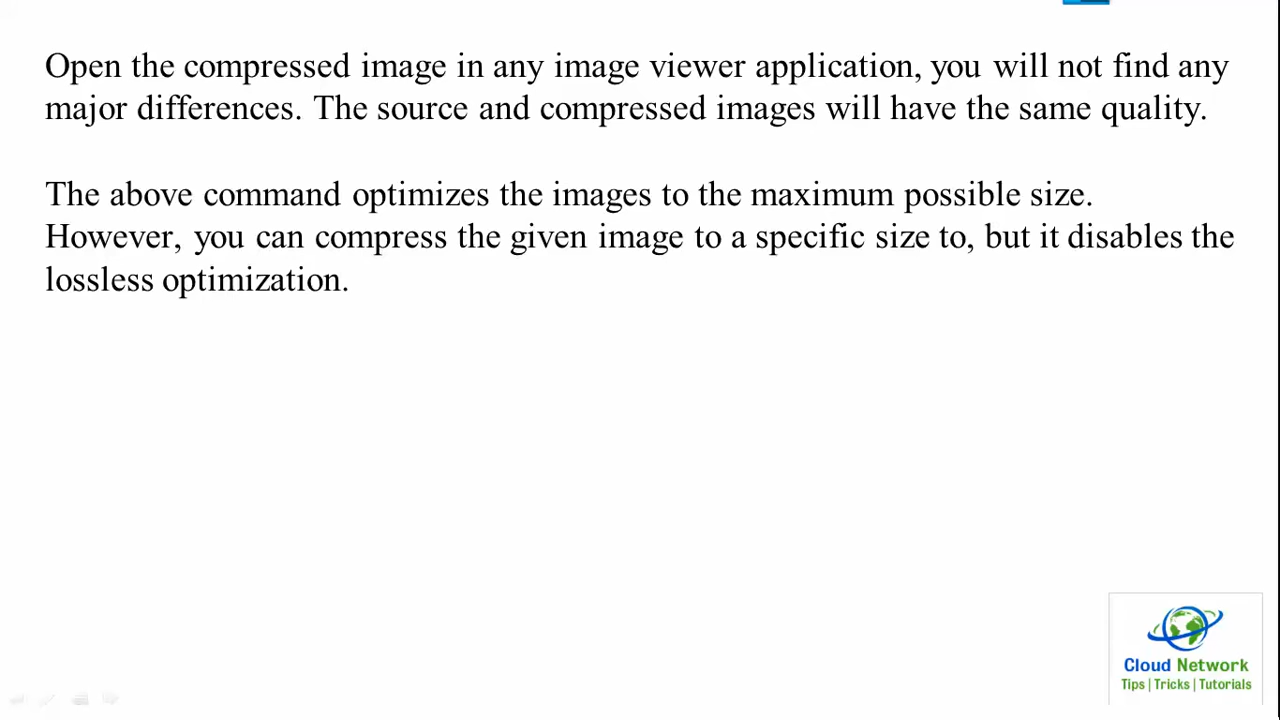 Open the compressed image in any image viewer application, you will not find any
major differences. The source and compressed images will have the same quality.
The above command optimizes the images to the maximum possible size.
However, you can compress the given image to a specific size to, but it disables the
lossless optimization.
Cloud Network
Tips | Tricks | Tutorials